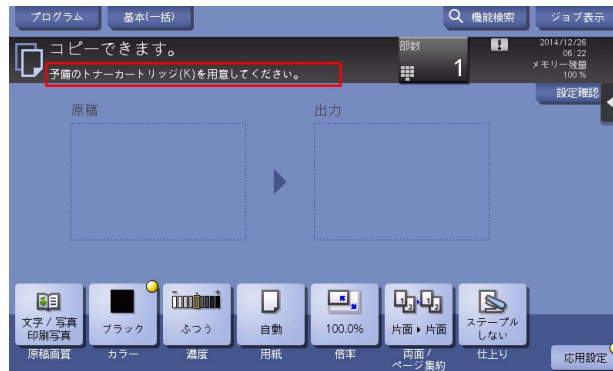 プログラム
基本(一括)
機能検索
ジョブ表示
コピーできます。
予備のトナーカートリッジ(K)を用意してください。
部数
1
2014/12/26
06:22
メモリー残量
100 %
設定確認
原稿
出力
文字 / 写真
印刷写真
ブラック
ふつう
自動
100.0%
片面 ▸ 片面
ステープル
しない
原稿画質
カラー
濃度
用紙
倍率
両面 /
ページ集約
仕上り
応用設定